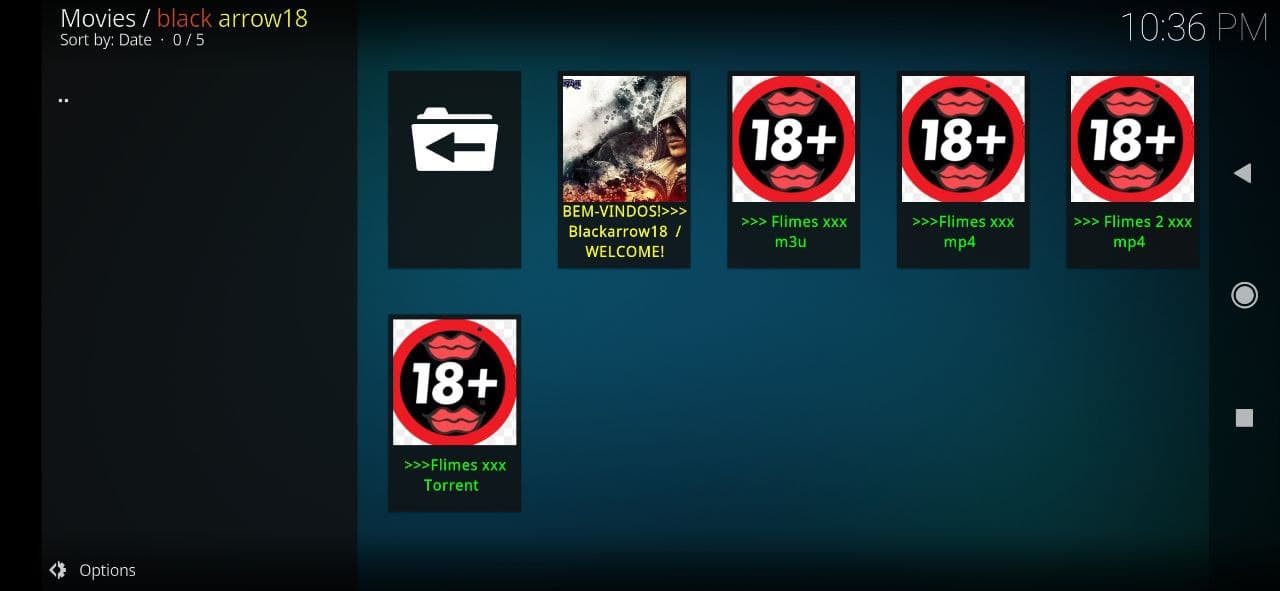 Movies / black arrow18
10:36 PM
Sort by: Date · 0 / 5
..
BEM-VINDOS!>>>
Blackarrow18 /
WELCOME!
18+
>>> Flimes xxx
m3u
18+
>>>Flimes xxx
mp4
18+
>>> Flimes 2 xxx
mp4
18+
>>>Flimes xxx
Torrent
Options